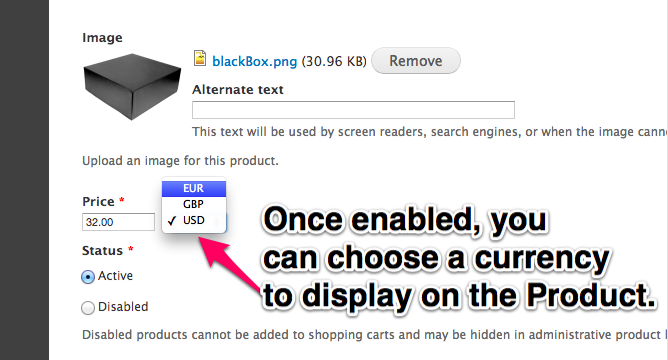 Image
blackBox.png (30.96 KB) Remove
Alternate text
This text will be used by screen readers, search engines, or when the image cann
Upload an image for this product.
Price *
32.00
EUR
GBP
✓ USD
Once enabled, you
can choose a currency
to display on the Product.
Status *
Active
Disabled
Disabled products cannot be added to shopping carts and may be hidden in administrative product l